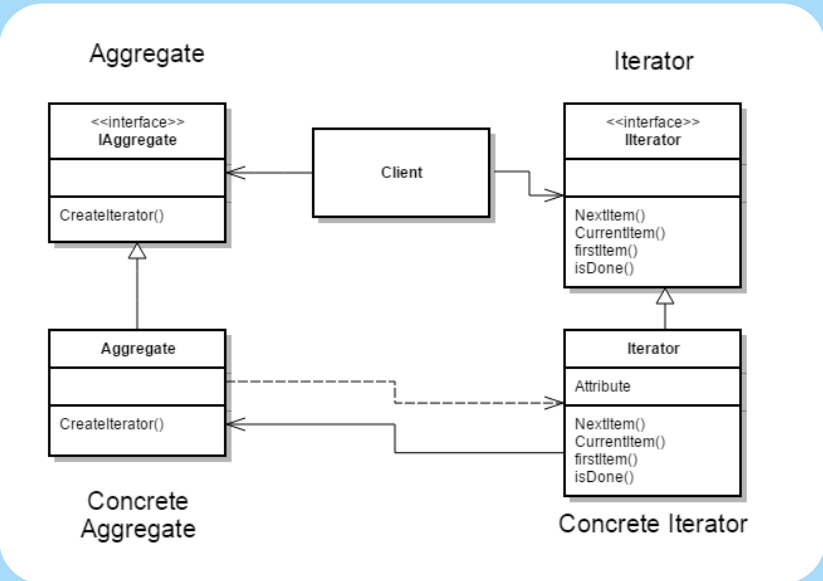 Aggregate
Iterator
<<interface>>
IAggregate
CreateIterator()
Client
<<interface>>
IIterator
NextItem()
CurrentItem()
firstItem()
isDone()
Aggregate
CreateIterator()
Iterator
Attribute
NextItem()
CurrentItem()
firstItem()
isDone()
Concrete
Aggregate
Concrete Iterator